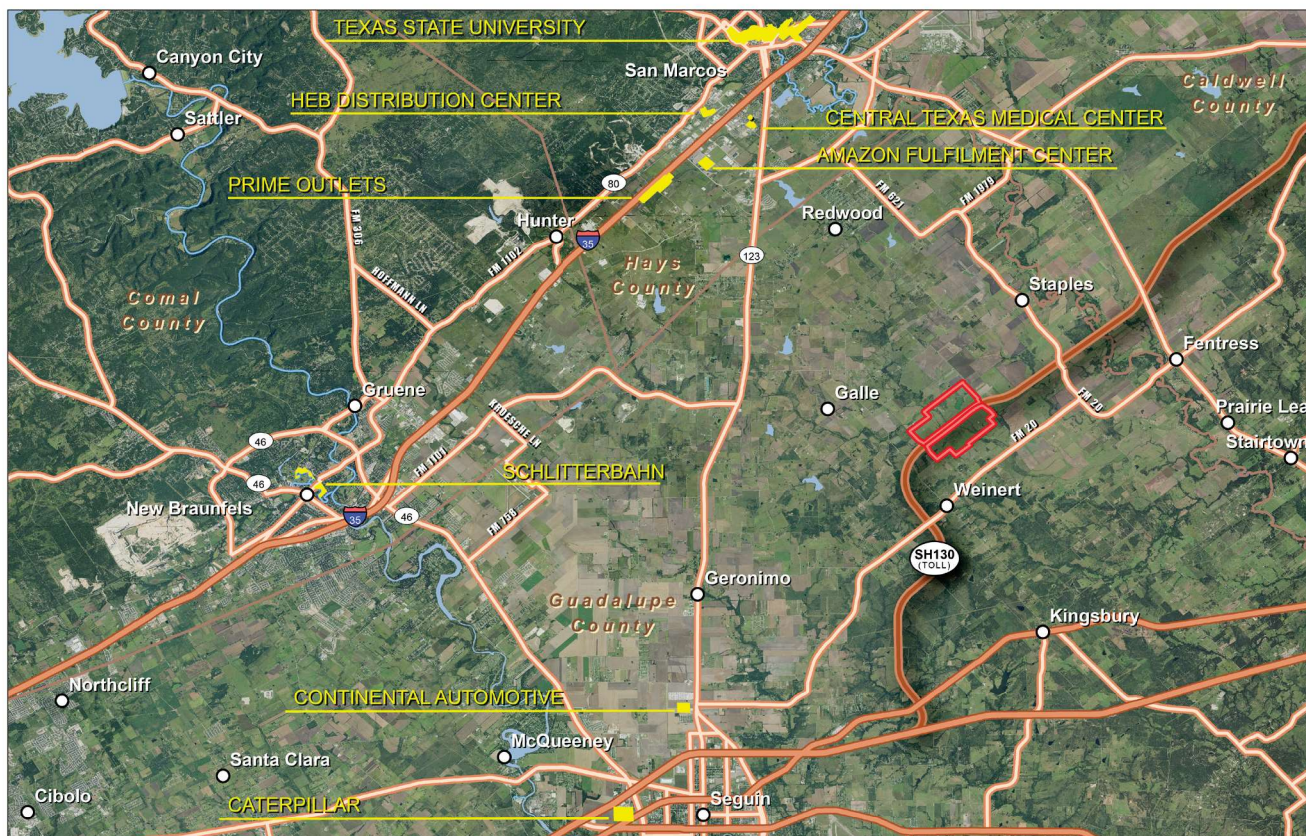 TEXAS STATE UNIVERSITY
Canyon City
San Marcos
Caldwell
County
HEB DISTRIBUTION CENTER
Sattler
CENTRAL TEXAS MEDICAL CENTER
AMAZON FULFILMENT CENTER
PRIME OUTLETS
80
FM 621
FM 1979
FM 306
Hunter
Redwood
35
FM 1102
123
Hays
County
HOFFMANN LN
Comal
County
Staples
Fentress
Gruene
Galle
FM 20
Prairie Lea
KROESCHE LN
FM 20
46
Stairtown
FM 1101
SCHLITTERBAHN
46
New Braunfels
Weinert
35
46
FM 758
SH130
(TOLL)
Geronimo
Guadalupe
County
Kingsbury
Northcliff
CONTINENTAL AUTOMOTIVE
McQueeney
Santa Clara
Cibolo
CATERPILLAR
Seguin